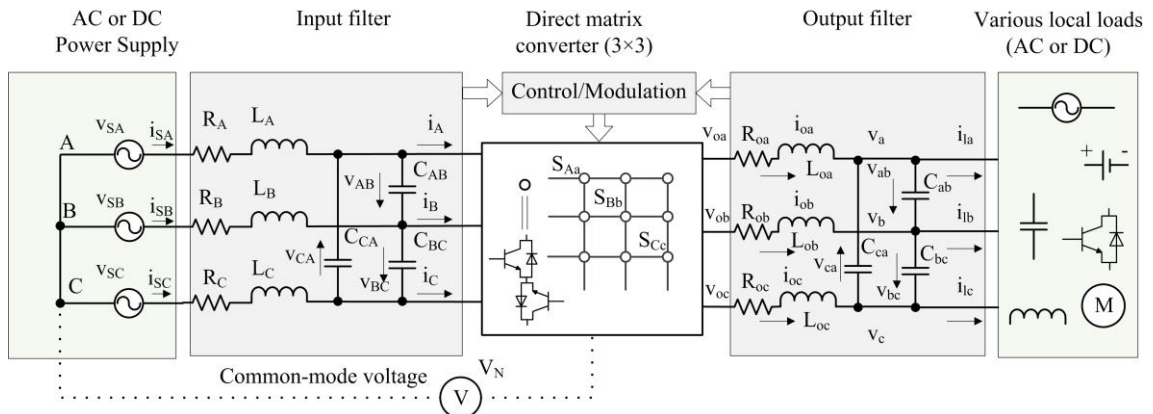 AC or DC
Power Supply
Input filter
Direct matrix
converter (3×3)
Output filter
Various local loads
(AC or DC)
Control/Modulation
A
vSA
iSA
RA
LA
iA
vAB
CAB
B
vSB
iSB
RB
LB
iB
CCA
CBC
vCA
vBC
C
vSC
iSC
RC
LC
iC
SAa
SBb
SCc
voa
Roa
ioa
Loa
va
ila
vab
Cab
vob
Rob
iob
Lob
vb
ilb
Cca
Cbc
vca
vbc
voc
Roc
ioc
Loc
vc
ilc
+ -
M
Common-mode voltage
V
VN